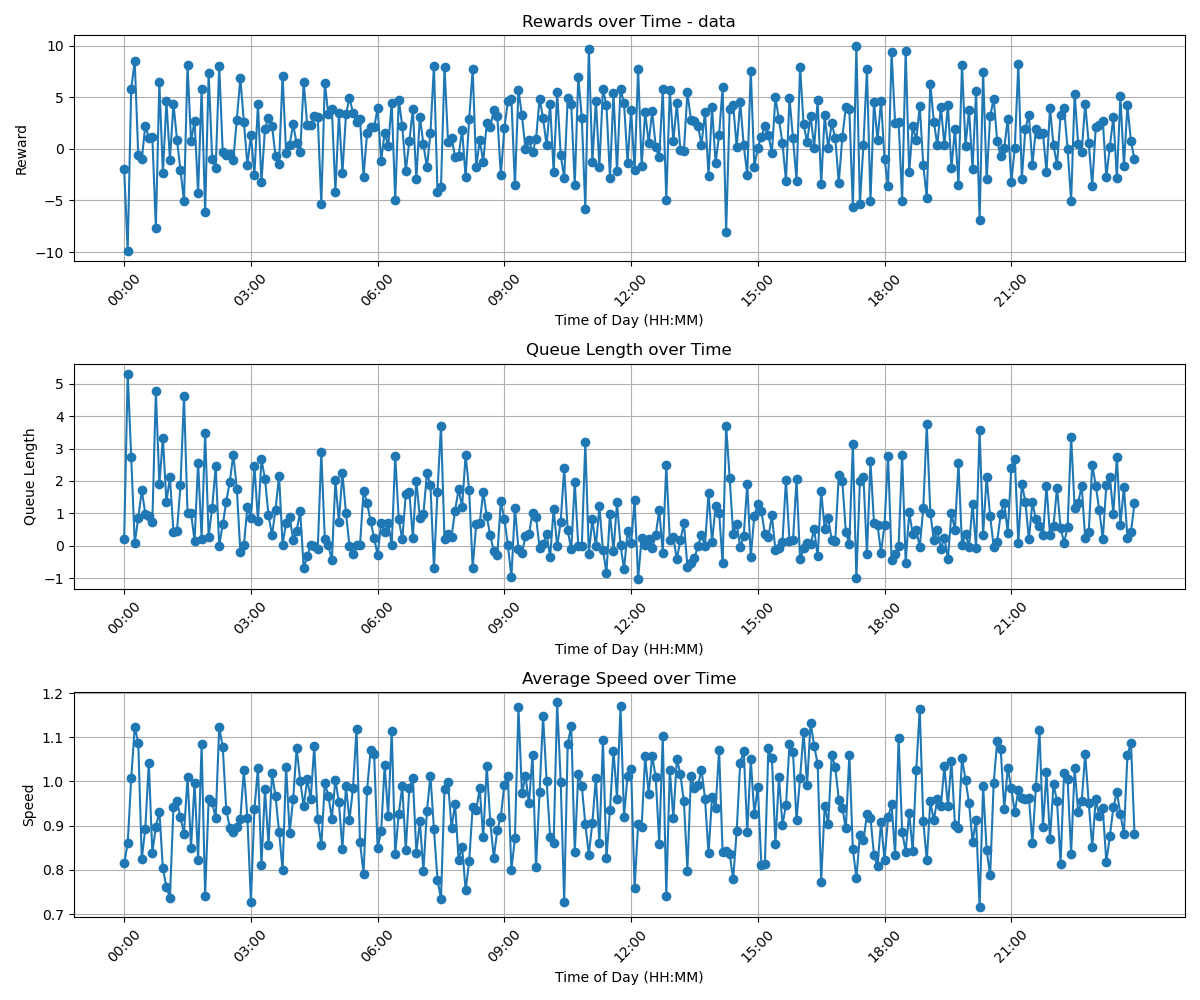 Rewards over Time - data
Reward
10
5
0
−5
−10
00:00 03:00 06:00 09:00 12:00 15:00 18:00 21:00
Time of Day (HH:MM)
Queue Length over Time
Queue Length
5
4
3
2
1
0
−1
00:00 03:00 06:00 09:00 12:00 15:00 18:00 21:00
Time of Day (HH:MM)
Average Speed over Time
Speed
1.2
1.1
1.0
0.9
0.8
0.7
00:00 03:00 06:00 09:00 12:00 15:00 18:00 21:00
Time of Day (HH:MM)